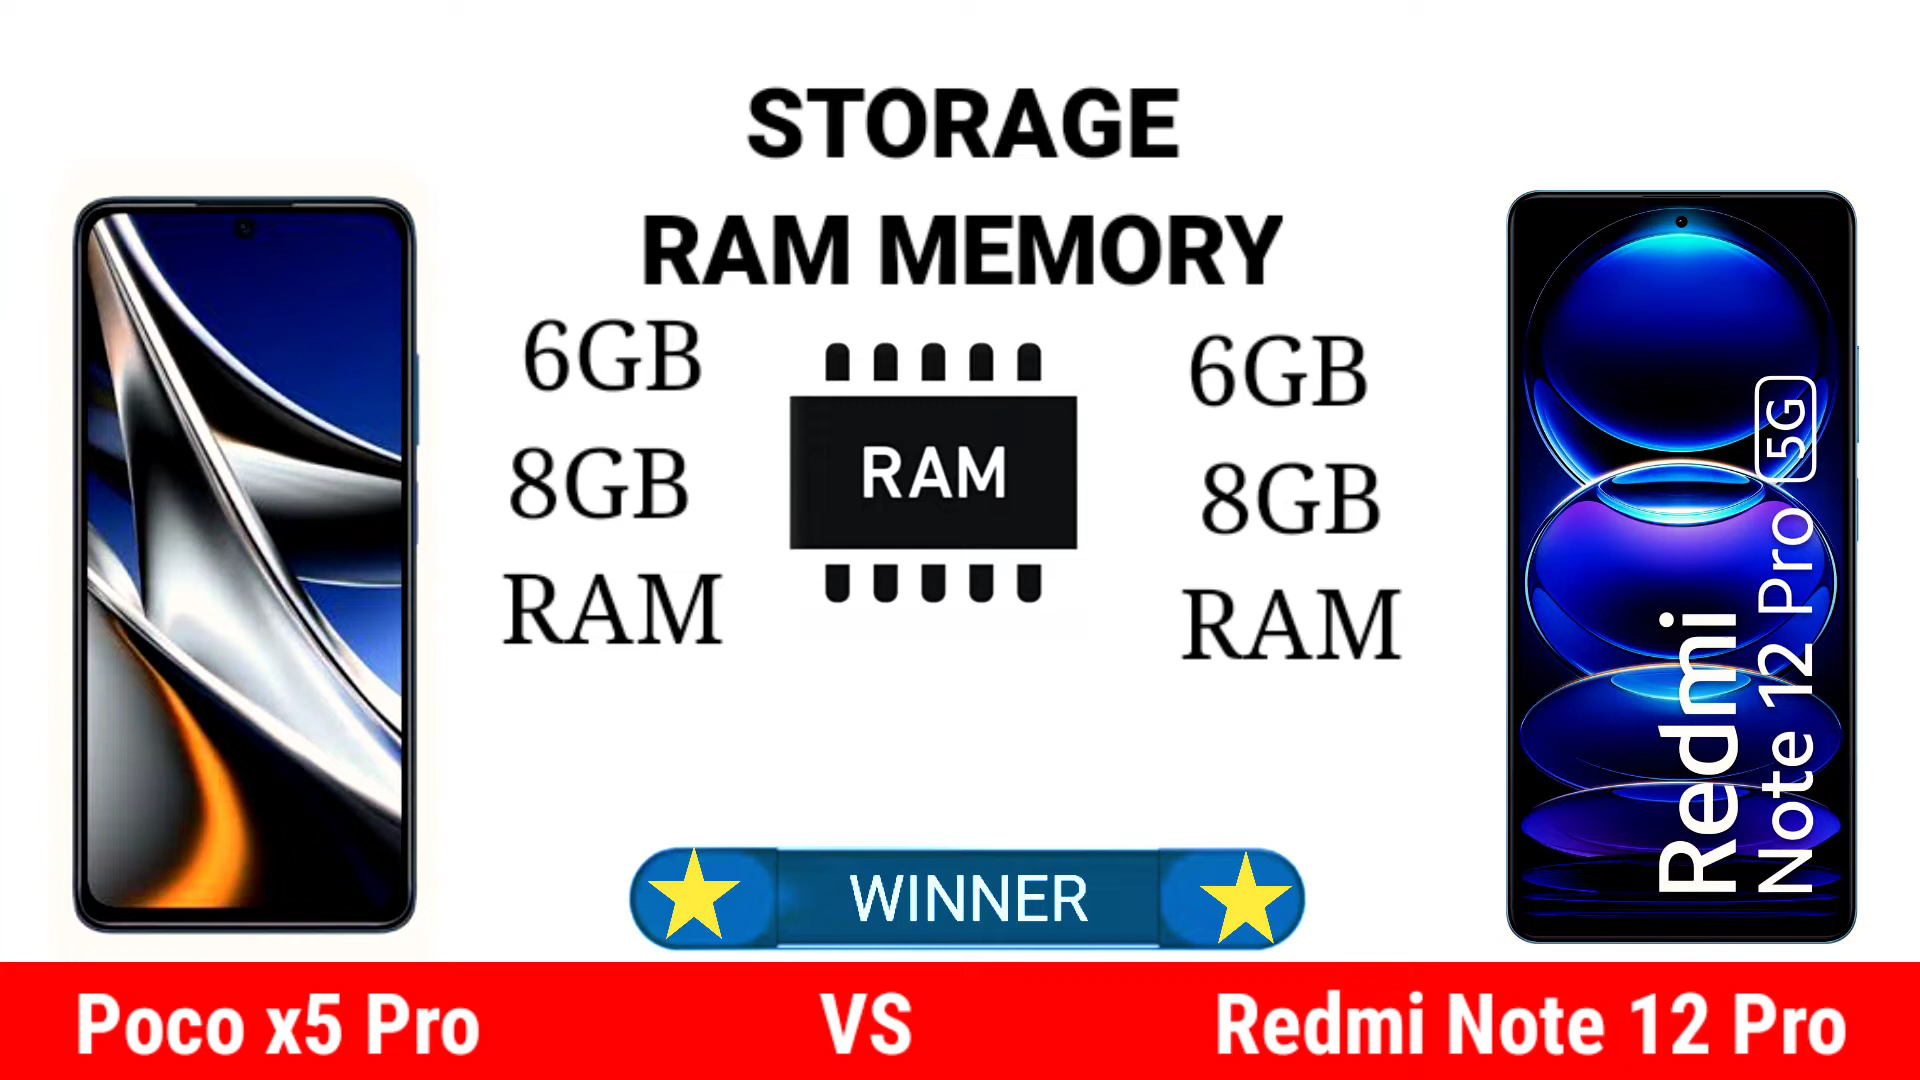 STORAGE
RAM MEMORY
6GB
8GB
RAM
RAM
6GB
8GB
RAM
Redmi
Note 12 Pro 5G
WINNER
Poco x5 Pro VS Redmi Note 12 Pro